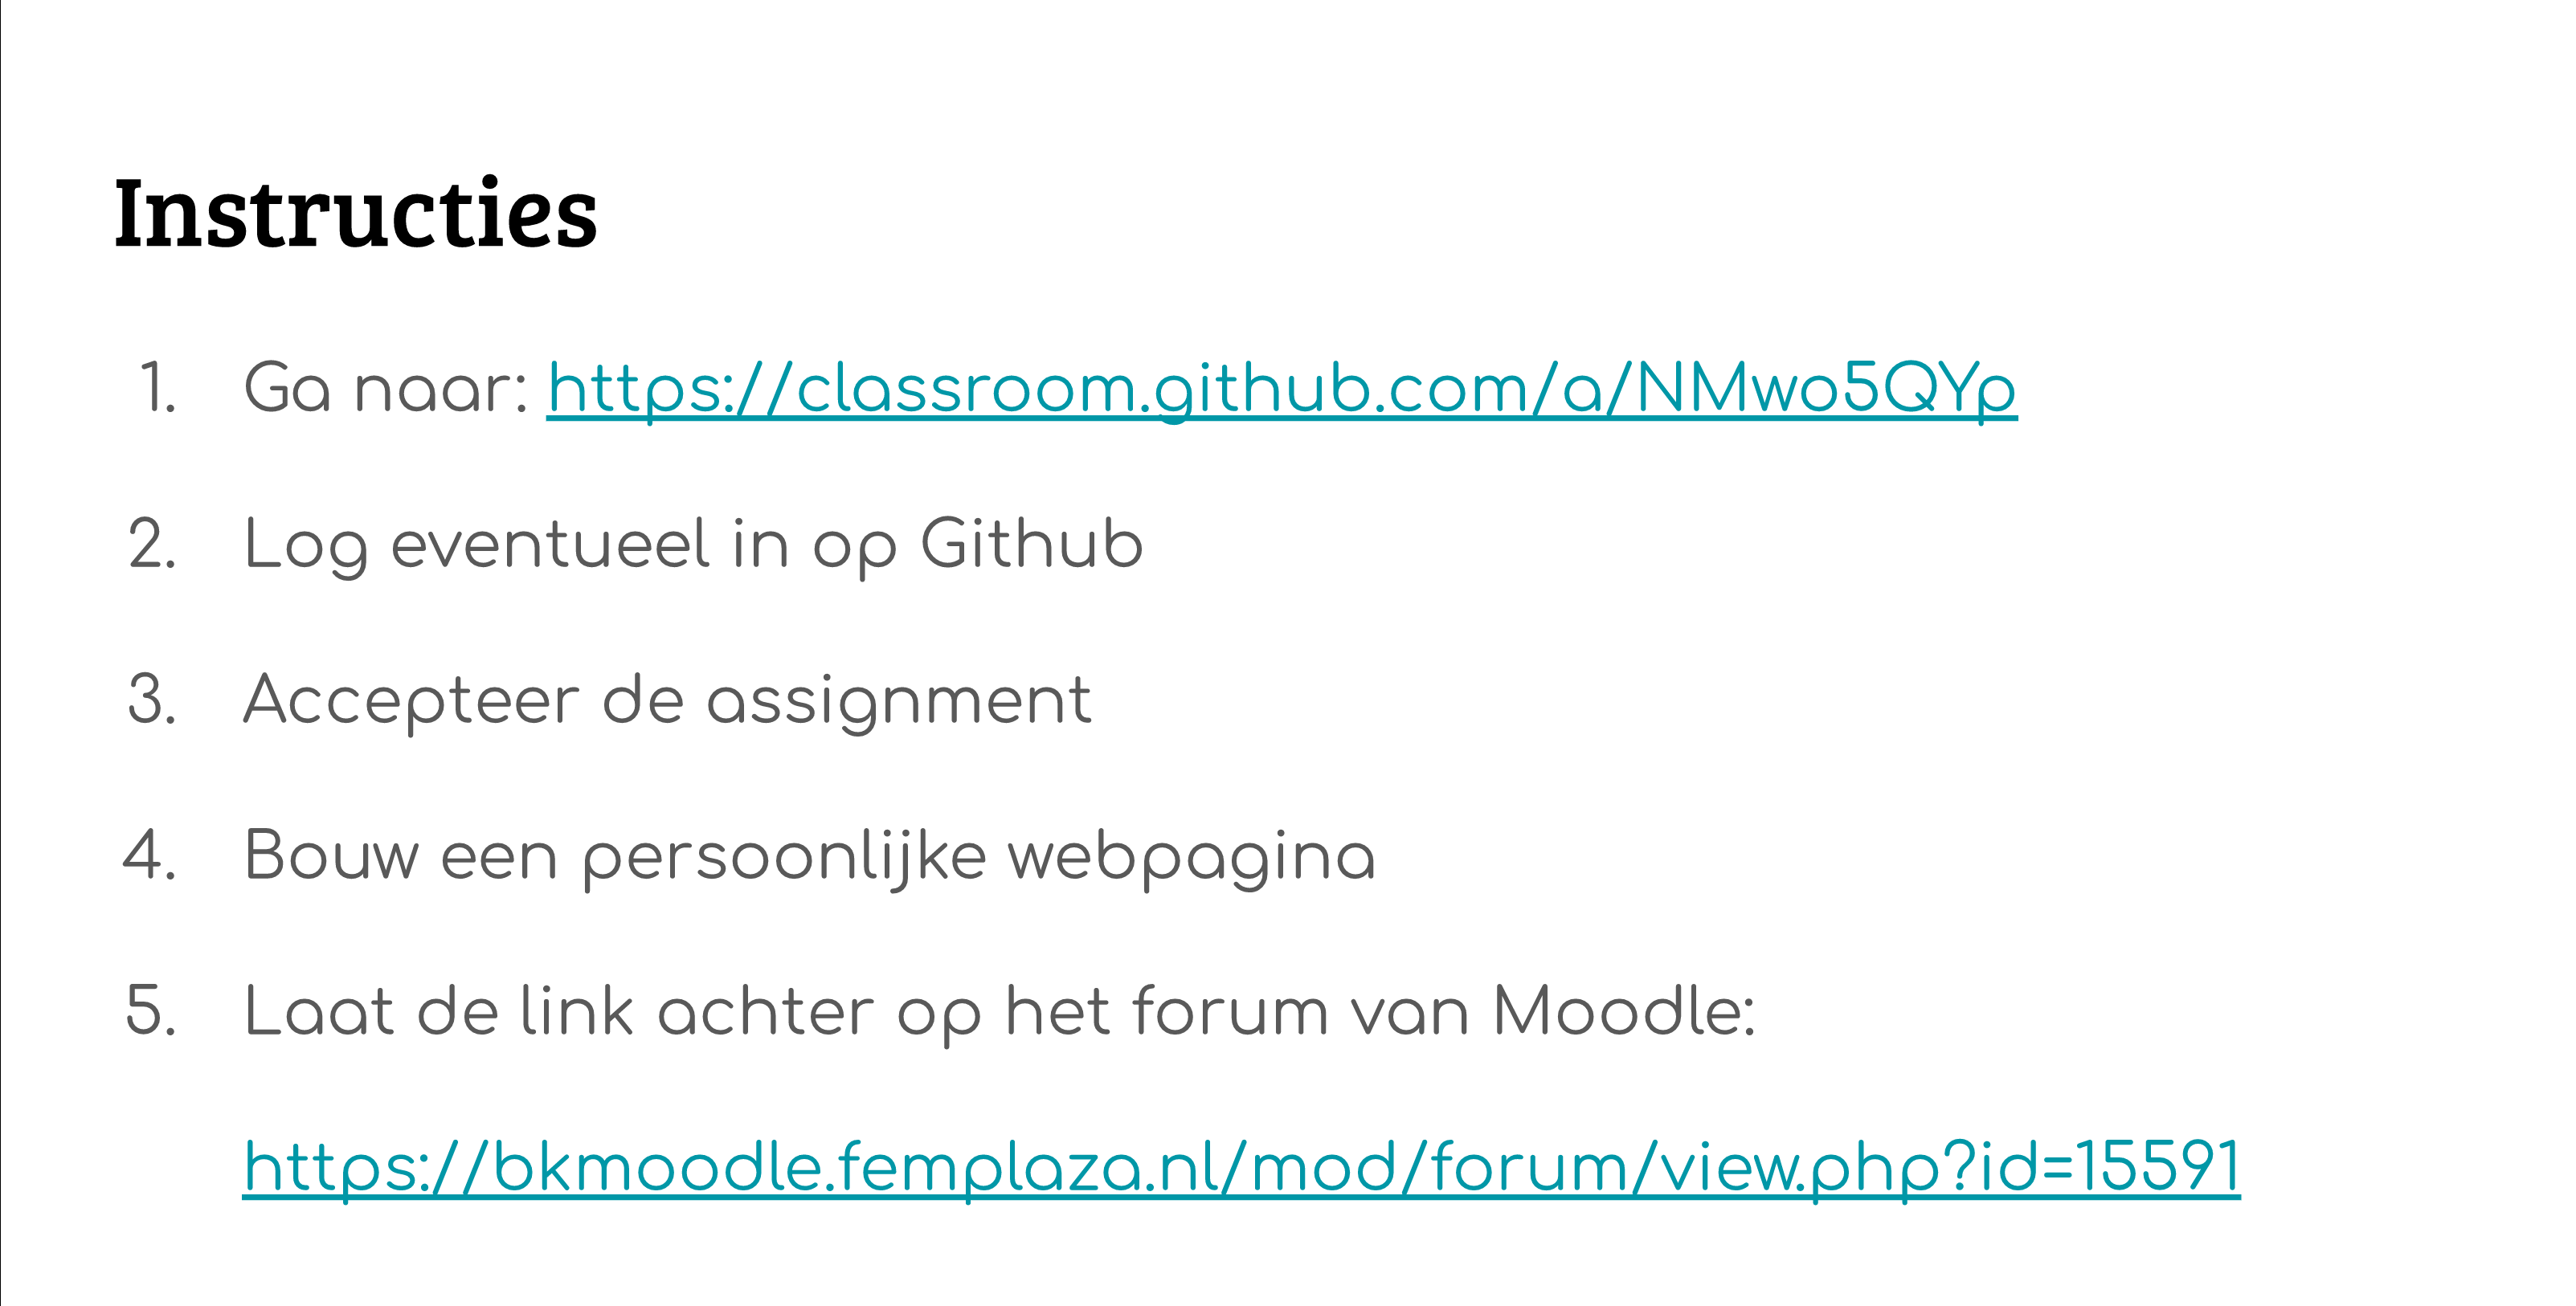 Instructies
1. Ga naar: https://classroom.github.com/a/NMwo5QYp
2. Log eventueel in op Github
3. Accepteer de assignment
4. Bouw een persoonlijke webpagina
5. Laat de link achter op het forum van Moodle:
https://bkmoodle.femplaza.nl/mod/forum/view.php?id=15591